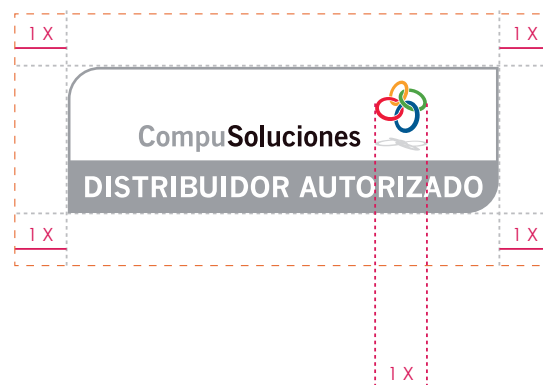 1 X 1 X
CompuSoluciones
DISTRIBUIDOR AUTORIZADO
1 X 1 X
1 X